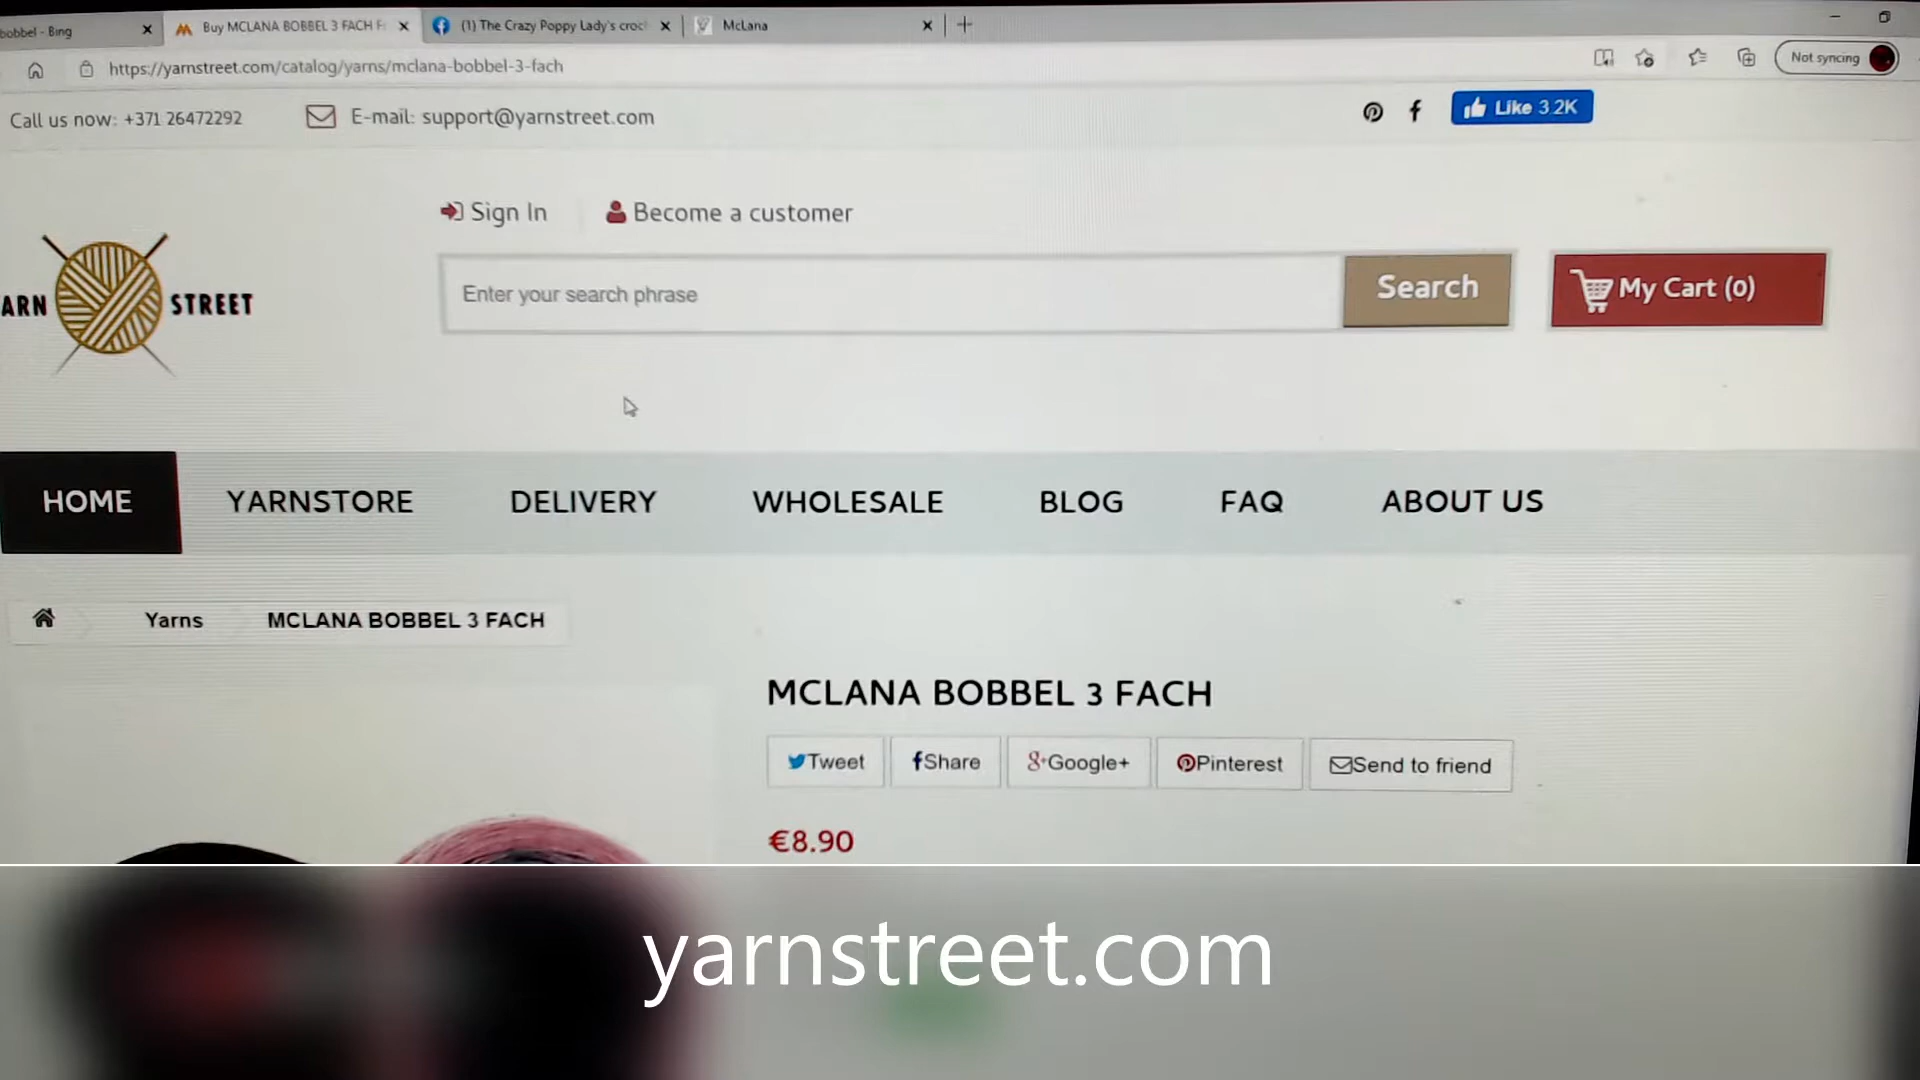 bobbel - Bing
Buy MCLANA BOBBEL 3 FACH F
(1) The Crazy Poppy Lady's croc
McLana
https://yarnstreet.com/catalog/yarns/mclana-bobbel-3-fach
Not syncing
Call us now: +371 26472292
E-mail: support@yarnstreet.com
Like 3.2K
Sign In
Become a customer
ARN STREET
Enter your search phrase
Search
My Cart (0)
HOME
YARNSTORE
DELIVERY
WHOLESALE
BLOG
FAQ
ABOUT US
Yarns
MCLANA BOBBEL 3 FACH
MCLANA BOBBEL 3 FACH
Tweet
Share
Google+
Pinterest
Send to friend
€8.90
yarnstreet.com